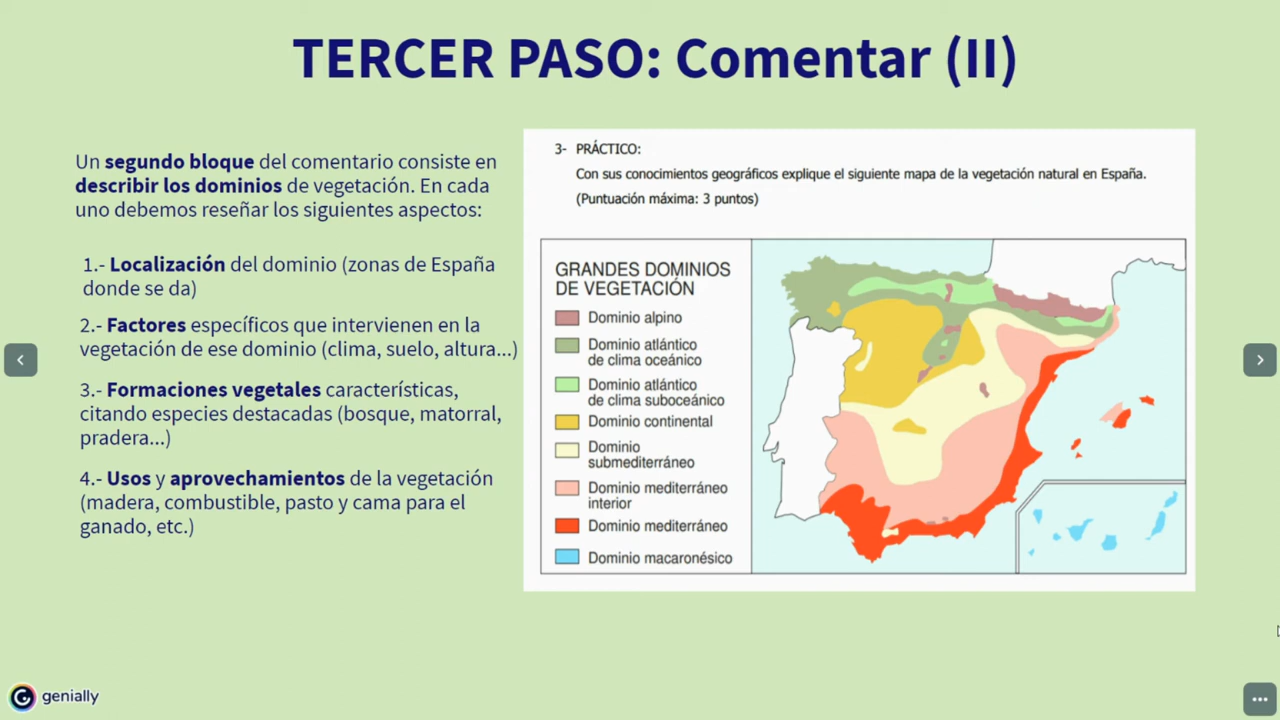 TERCER PASO: Comentar (II)
Un segundo bloque del comentario consiste en
describir los dominios de vegetación. En cada
uno debemos reseñar los siguientes aspectos:
1.- Localización del dominio (zonas de España
donde se da)
2.- Factores específicos que intervienen en la
vegetación de ese dominio (clima, suelo, altura...)
3.- Formaciones vegetales características,
citando especies destacadas (bosque, matorral,
pradera...)
4.- Usos y aprovechamientos de la vegetación
(madera, combustible, pasto y cama para el
ganado, etc.)
3- PRÁCTICO:
Con sus conocimientos geográficos explique el siguiente mapa de la vegetación natural en España.
(Puntuación máxima: 3 puntos)
GRANDES DOMINIOS
DE VEGETACIÓN
Dominio alpino
Dominio atlántico
de clima oceánico
Dominio atlántico
de clima suboceánico
Dominio continental
Dominio
submediterráneo
Dominio mediterráneo
interior
Dominio mediterráneo
Dominio macaronésico
genially